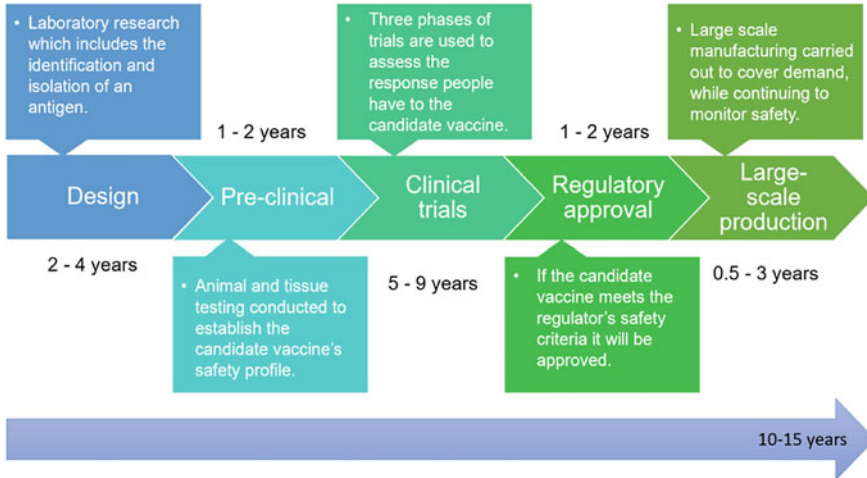 • Laboratory research
which includes the
identification and
isolation of an
antigen.
• Three phases of
trials are used to
assess the
response people
have to the
candidate vaccine.
• Large scale
manufacturing carried
out to cover demand,
while continuing to
monitor safety.
1 - 2 years
1 - 2 years
Design
Pre-clinical
Clinical
trials
Regulatory
approval
Large-
scale
production
2 - 4 years
• Animal and tissue
testing conducted to
establish the
candidate vaccine's
safety profile.
5 - 9 years
• If the candidate
vaccine meets the
regulator's safety
criteria it will be
approved.
0.5 - 3 years
10-15 years